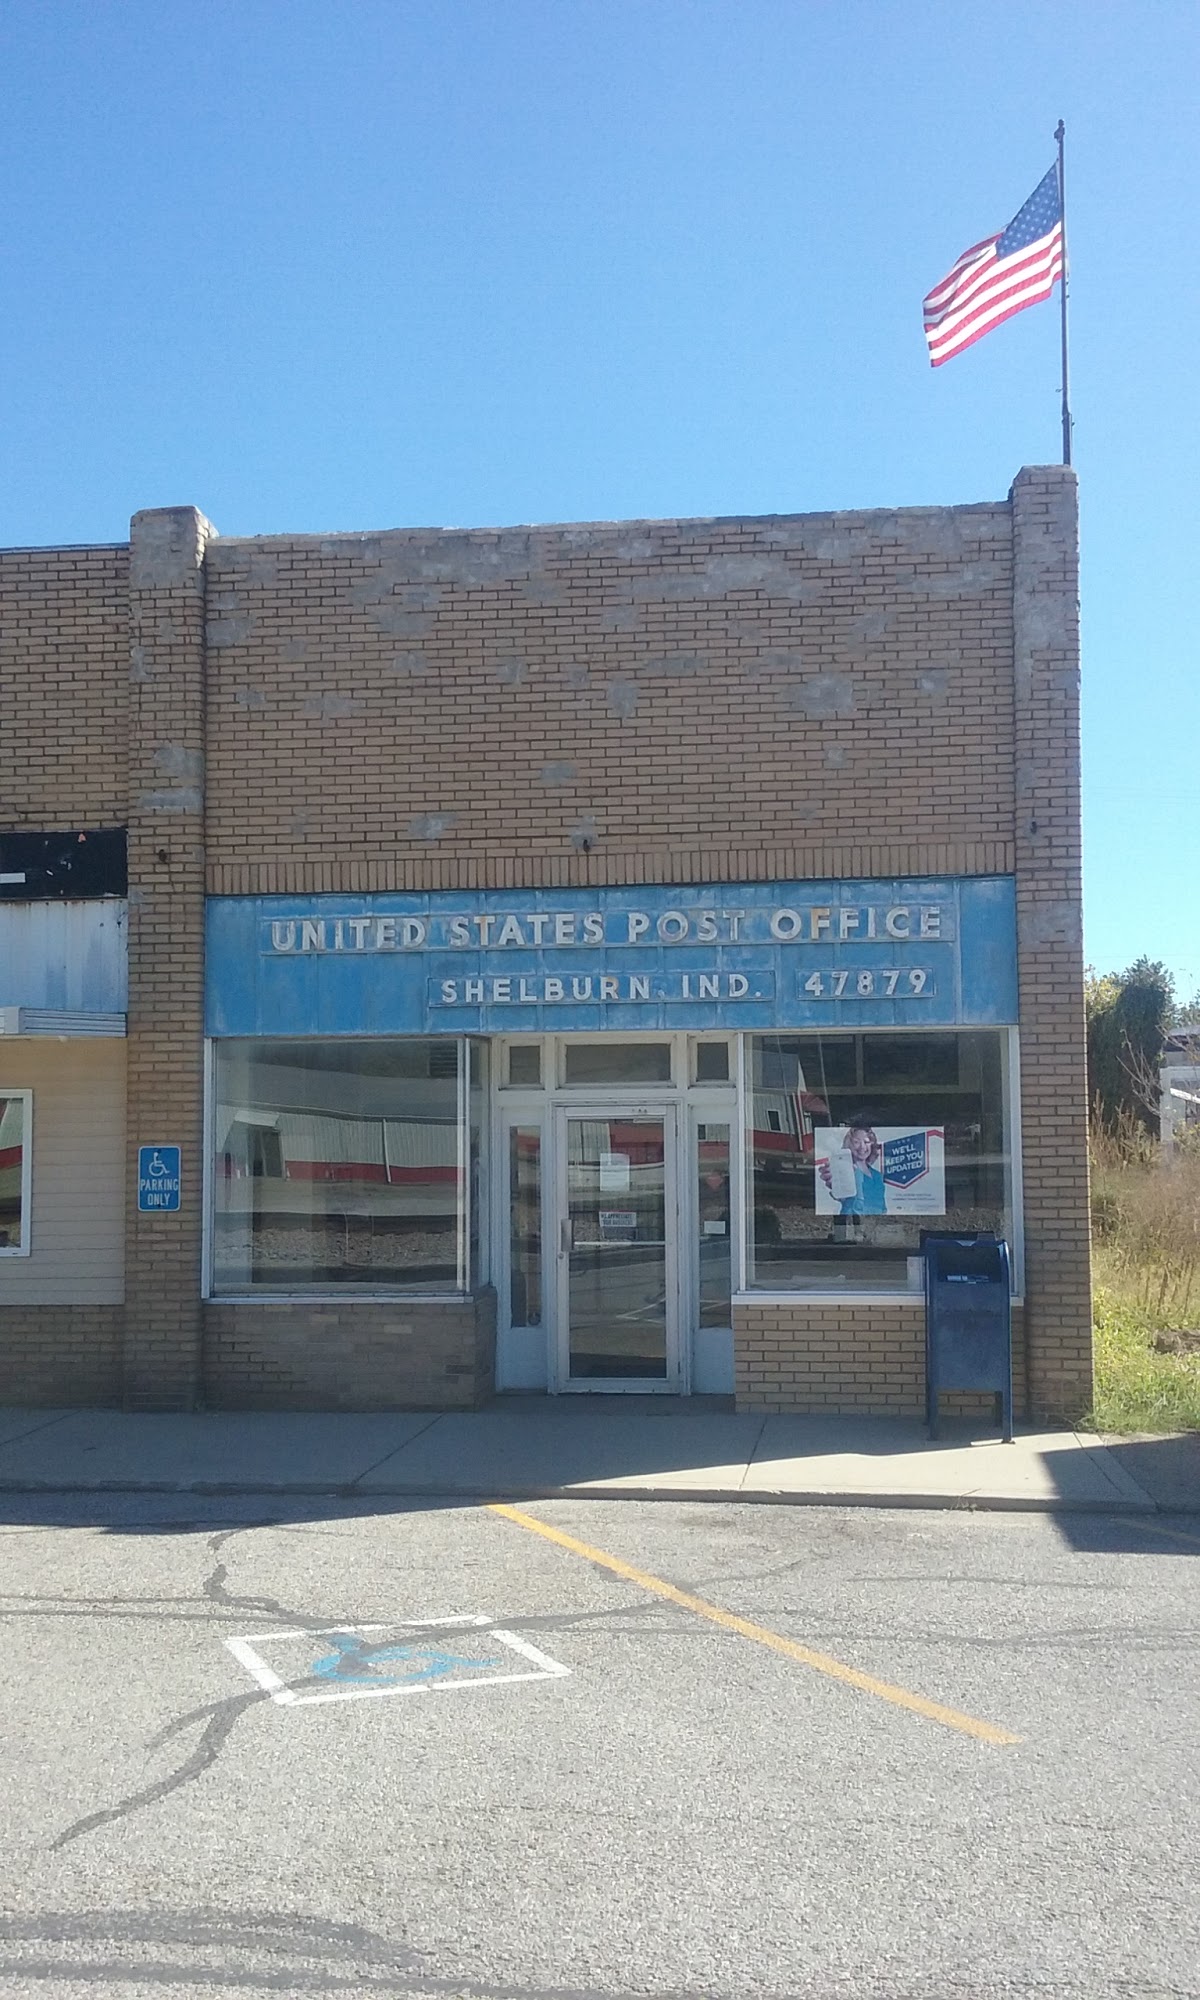 UNITED STATES POST OFFICE
SHELBURN, IND. 47879
PARKING
ONLY
WE'LL
KEEP YOU
UPDATED